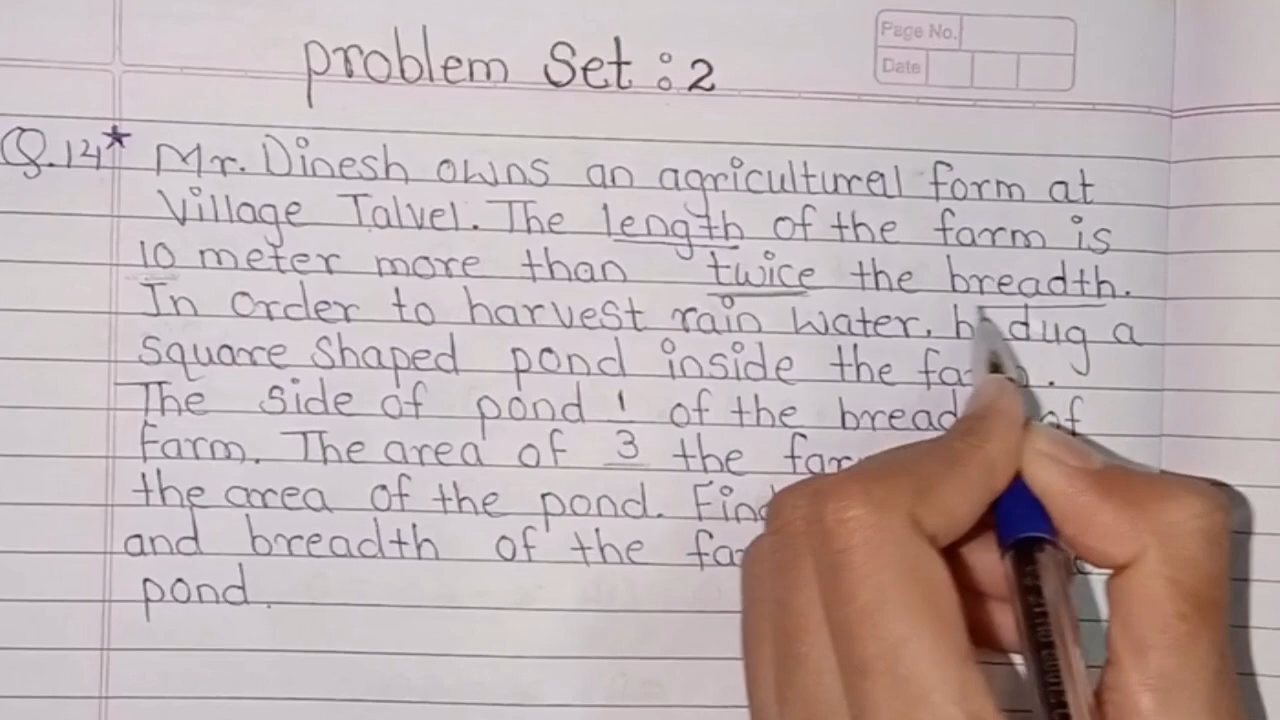 Page No.
Date
problem Set : 2
Q.14* Mr. Dinesh owns an agricultural form at
Village Talvel. The length of the farm is
10 meter more than twice the breadth.
In order to harvest rain water. dug a
square shaped pond inside the
The side of pond 1 of the
farm. The area of 3 the
the area of the pond.
and breadth of the
pond.